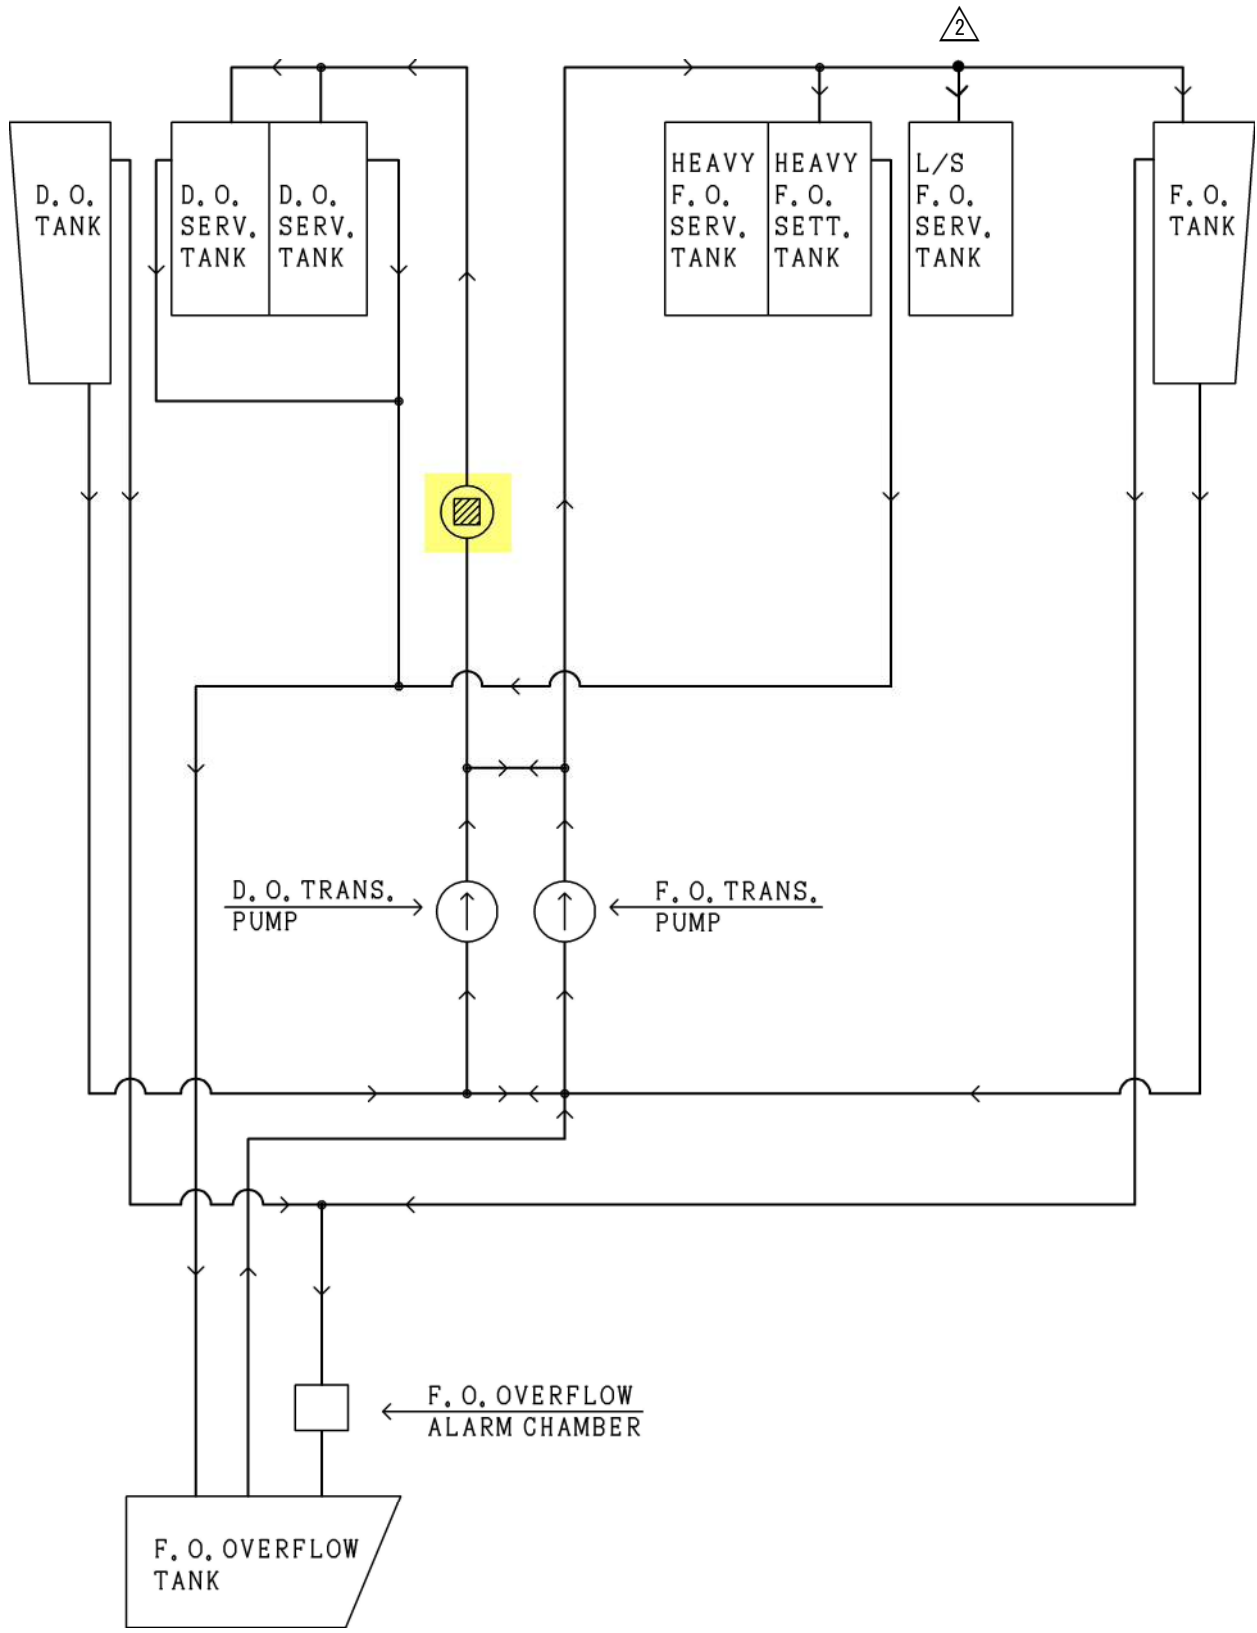 2
D.O.
TANK
D.O.
SERV.
TANK
D.O.
SERV.
TANK
HEAVY
F.O.
SERV.
TANK
HEAVY
F.O.
SETT.
TANK
L/S
F.O.
SERV.
TANK
F.O.
TANK
D.O. TRANS.
PUMP
F.O. TRANS.
PUMP
F.O. OVERFLOW
ALARM CHAMBER
F.O. OVERFLOW
TANK